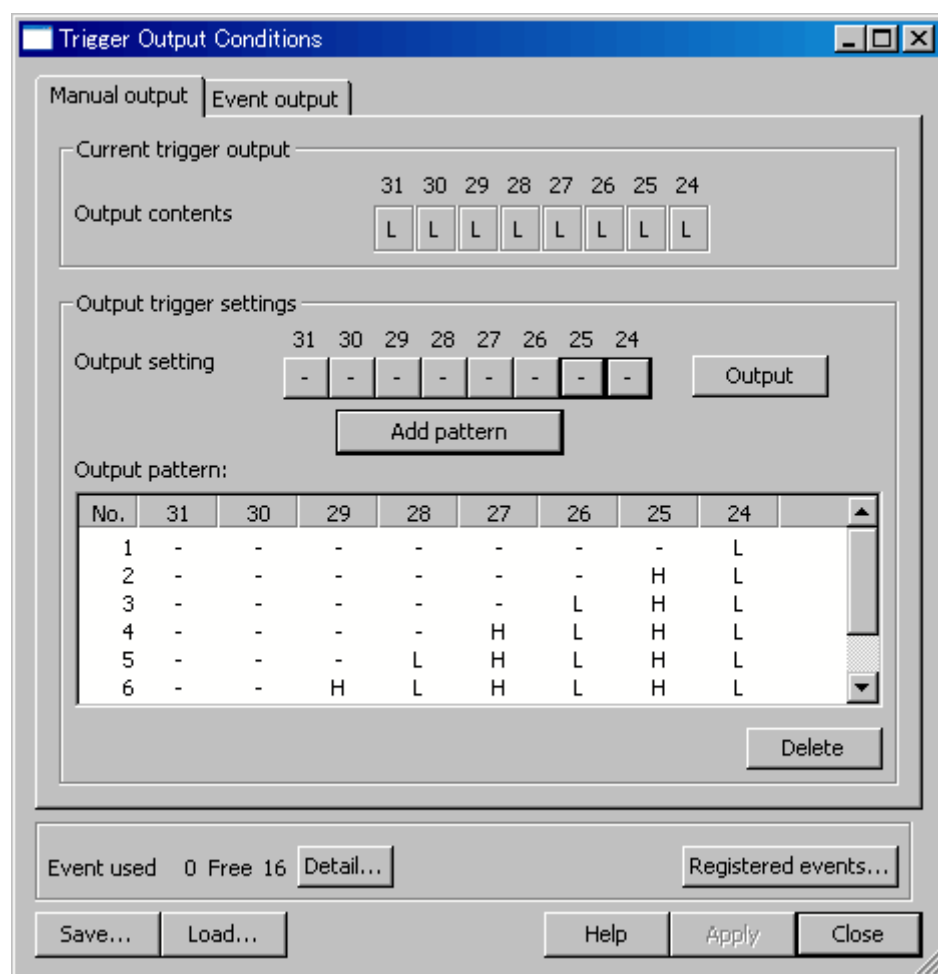 Trigger Output Conditions
Manual output Event output
Current trigger output
31 30 29 28 27 26 25 24
Output contents L L L L L L L L
Output trigger settings
31 30 29 28 27 26 25 24
Output setting - - - - - - - - Output
Add pattern
Output pattern:
No. 31 30 29 28 27 26 25 24
1 - - - - - - - L
2 - - - - - - H L
3 - - - - - L H L
4 - - - - H L H L
5 - - - L H L H L
6 - - H L H L H L
Delete
Event used 0 Free 16 Detail... Registered events...
Save... Load... Help Apply Close